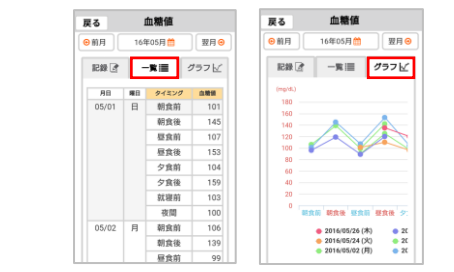 戻る 血糖値
前月 16年05月 翌月
記録 一覧 グラフ
月日 曜日 タイミング 血糖値
05/01 日 朝食前 101
朝食後 145
昼食前 107
昼食後 153
夕食前 104
夕食後 159
就寝前 103
夜間 100
05/02 月 朝食前 106
朝食後 139
昼食前 99
戻る 血糖値
前月 16年05月 翌月
記録 一覧 グラフ
(mg/dL)
180
160
140
120
100
80
60
40
20
0
朝食前 朝食後 昼食前 昼食後 夕
2016/05/26 (木) 20
2016/05/24 (火) 20
2016/05/02 (月) 20